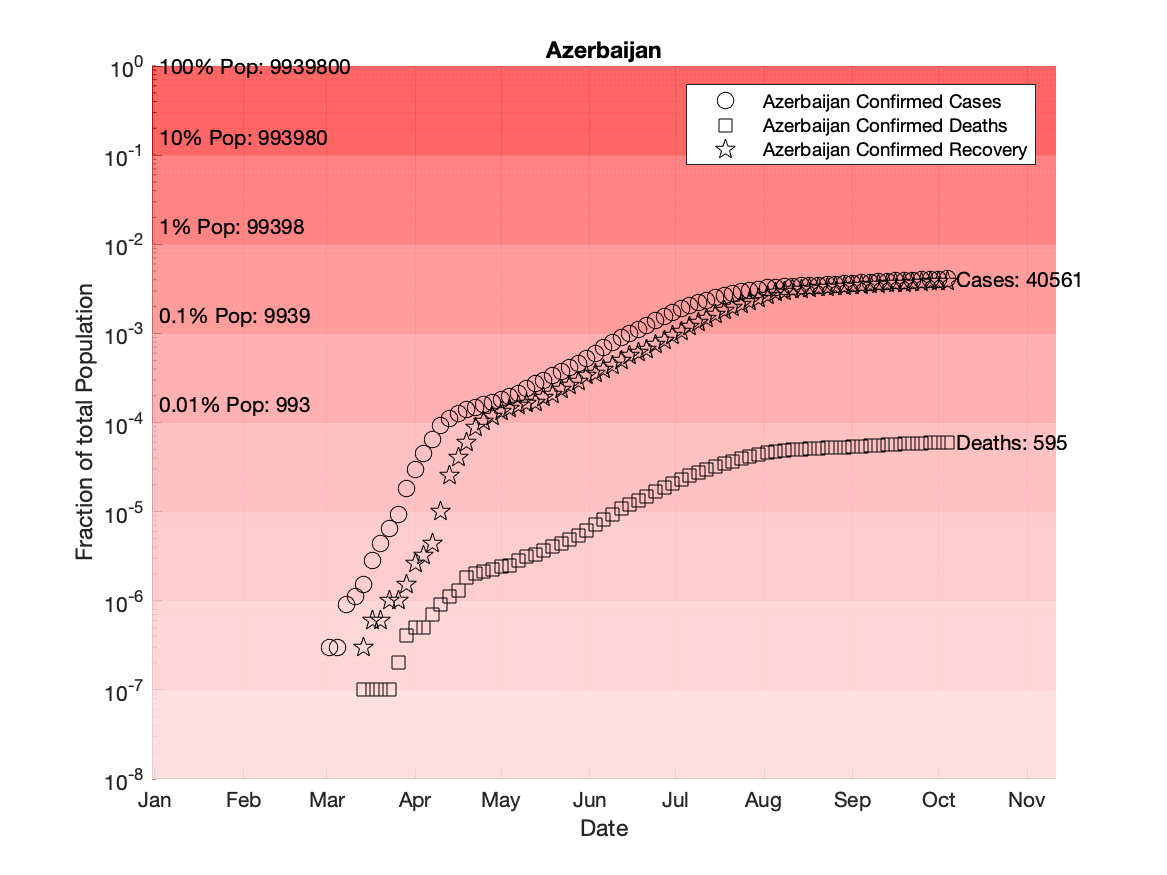 Azerbaijan
10^0
100% Pop: 9939800
Azerbaijan Confirmed Cases
Azerbaijan Confirmed Deaths
Azerbaijan Confirmed Recovery
10% Pop: 993980
10^-1
1% Pop: 99398
10^-2
Cases: 40561
0.1% Pop: 9939
10^-3
0.01% Pop: 993
10^-4
Deaths: 595
10^-5
10^-6
10^-7
10^-8
Fraction of total Population
Jan Feb Mar Apr May Jun Jul Aug Sep Oct Nov
Date